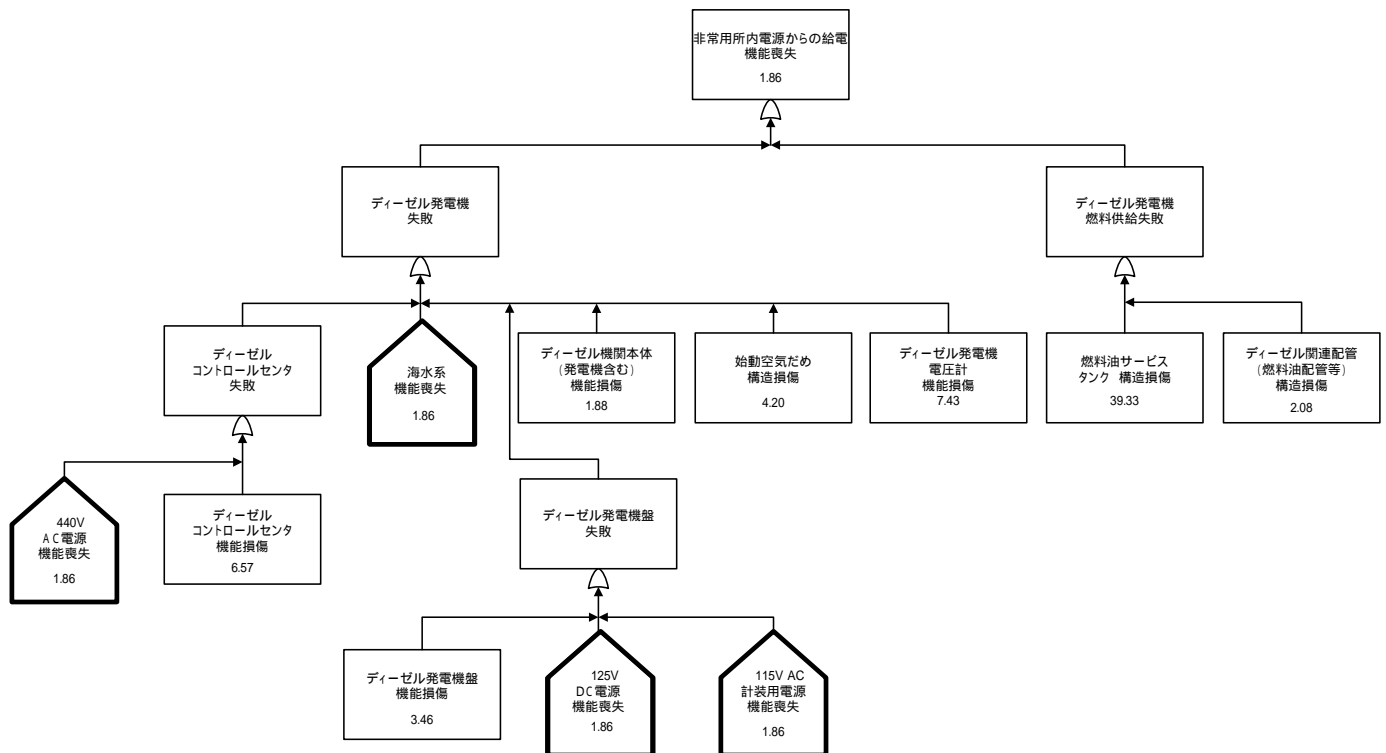 非常用所内電源からの給電
機能喪失
1.86
ディーゼル発電機
失敗
ディーゼル発電機
燃料供給失敗
ディーゼル
コントロールセンタ
失敗
海水系
機能喪失
1.86
ディーゼル機関本体
(発電機含む)
機能損傷
1.88
始動空気だめ
構造損傷
4.20
ディーゼル発電機
電圧計
機能損傷
7.43
燃料油サービス
タンク 構造損傷
39.33
ディーゼル関連配管
(燃料油配管等)
構造損傷
2.08
440V
AC電源
機能喪失
1.86
ディーゼル
コントロールセンタ
機能損傷
6.57
ディーゼル発電機盤
失敗
ディーゼル発電機盤
機能損傷
3.46
125V
DC電源
機能喪失
1.86
115V AC
計装用電源
機能喪失
1.86